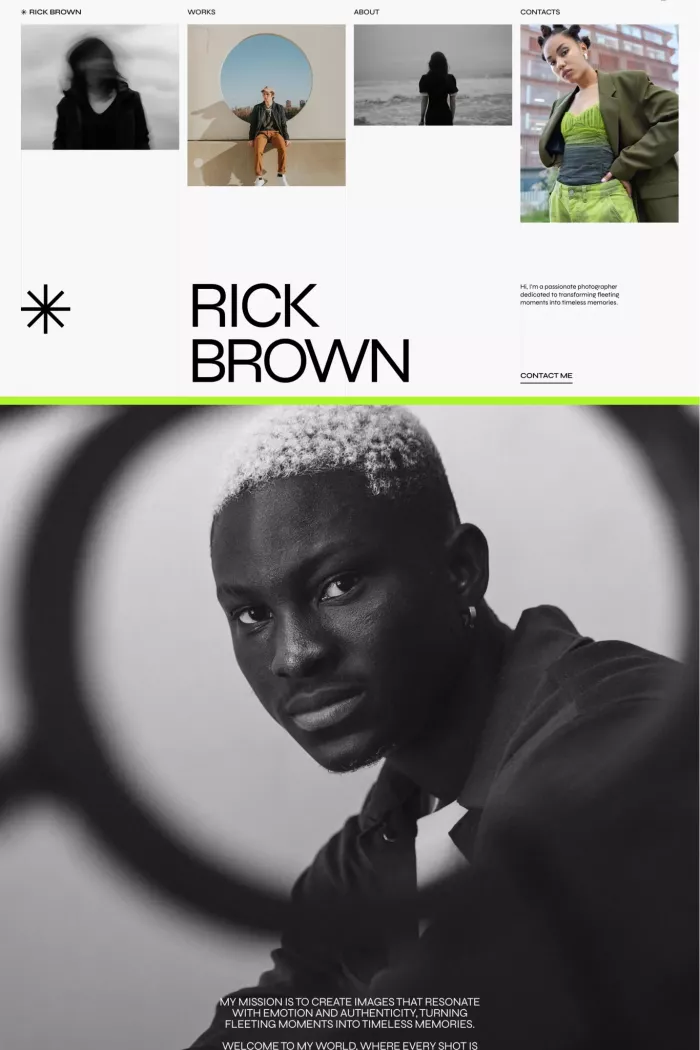 RICK BROWN
WORKS
ABOUT
CONTACTS
RICK
BROWN
Hi, I'm a passionate photographer
dedicated to transforming fleeting
moments into timeless memories.
CONTACT ME
MY MISSION IS TO CREATE IMAGES THAT RESONATE
WITH EMOTION AND AUTHENTICITY, TURNING
FLEETING MOMENTS INTO TIMELESS MEMORIES.
WELCOME TO MY WORLD, WHERE EVERY SHOT IS